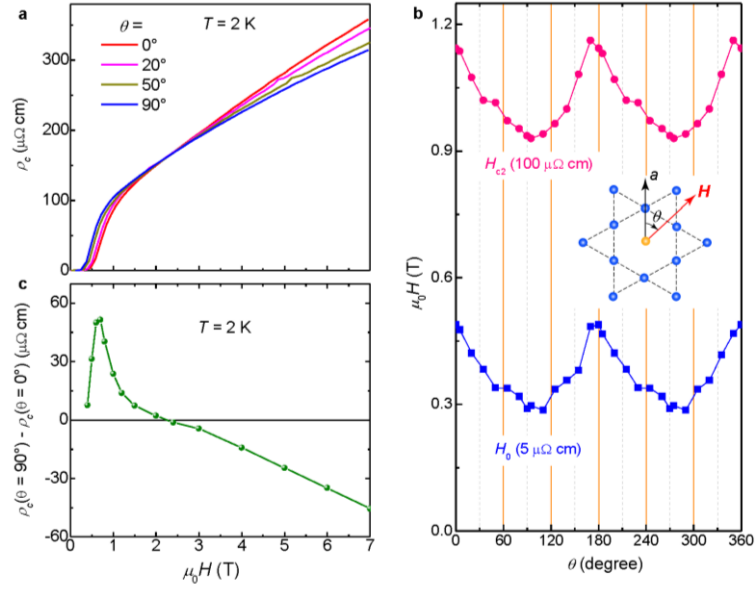 a
θ =
T = 2 K
0°
20°
50°
90°
ρc (μΩ cm)
300
200
100
0
c
T = 2 K
ρc(θ = 90°) - ρc(θ = 0°) (μΩ cm)
60
30
0
-30
-60
0 1 2 3 4 5 6 7
μ0H (T)
b
Hc2 (100 μΩ cm)
a
H
θ
H0 (5 μΩ cm)
μ0H (T)
1.2
0.9
0.6
0.3
0.0
0 60 120 180 240 300 360
θ (degree)